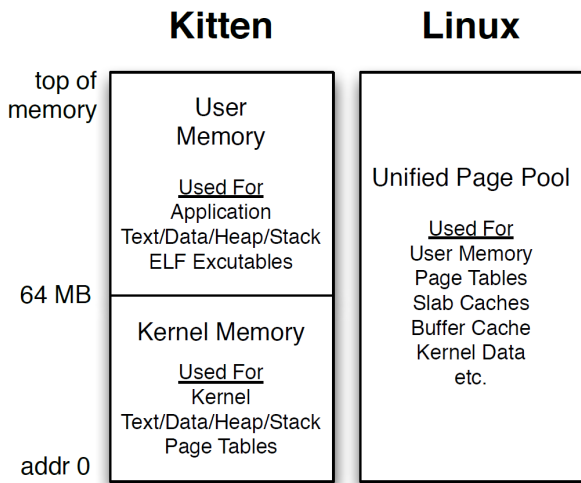 Kitten
Linux
top of
memory
User
Memory
Used For
Application
Text/Data/Heap/Stack
ELF Excutables
64 MB
Kernel Memory
Used For
Kernel
Text/Data/Heap/Stack
Page Tables
addr 0
Unified Page Pool
Used For
User Memory
Page Tables
Slab Caches
Buffer Cache
Kernel Data
etc.